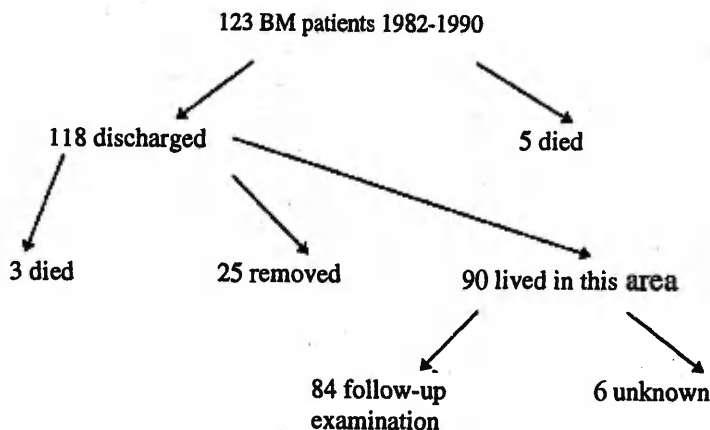 123 BM patients 1982-1990
118 discharged
5 died
3 died
25 removed
90 lived in this area
84 follow-up
examination
6 unknown